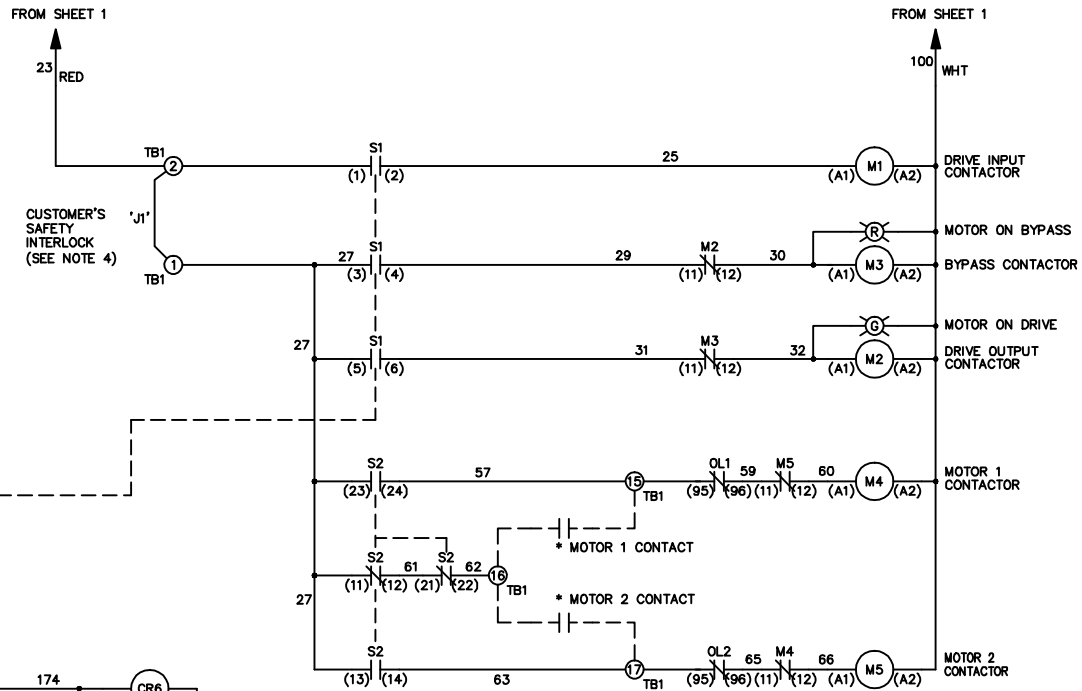 FROM SHEET 1
FROM SHEET 1
23
RED
100
WHT
TB1
2
S1
(1)
(2)
25
M1
(A1)
(A2)
DRIVE INPUT
CONTACTOR
CUSTOMER'S
SAFETY
INTERLOCK
(SEE NOTE 4)
'J1'
R
MOTOR ON BYPASS
1
TB1
27
S1
(3)
(4)
29
M2
(11)
(12)
30
M3
(A1)
(A2)
BYPASS CONTACTOR
G
MOTOR ON DRIVE
27
S1
(5)
(6)
31
M3
(11)
(12)
32
M2
(A1)
(A2)
DRIVE OUTPUT
CONTACTOR
S2
(23)
(24)
57
15
TB1
OL1
(95)
(96)
59
M5
(11)
(12)
60
M4
(A1)
(A2)
MOTOR 1
CONTACTOR
* MOTOR 1 CONTACT
S2
(11)
(12)
61
S2
(21)
(22)
62
16
TB1
27
* MOTOR 2 CONTACT
S2
(13)
(14)
63
17
TB1
OL2
(95)
(96)
65
M4
(11)
(12)
66
M5
(A1)
(A2)
MOTOR 2
CONTACTOR
174
CR6